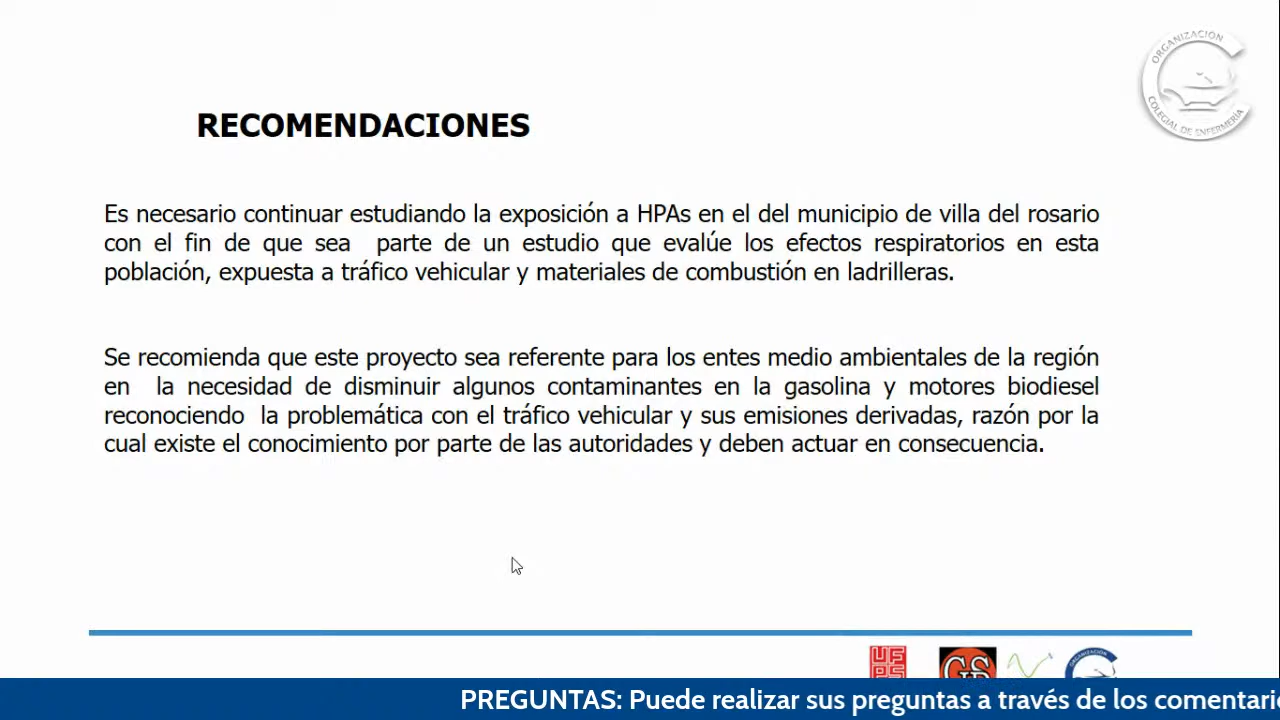 ORGANIZACIÓN
COLEGIAL DE ENFERMERÍA
RECOMENDACIONES
Es necesario continuar estudiando la exposición a HPAs en el del municipio de villa del rosario
con el fin de que sea parte de un estudio que evalúe los efectos respiratorios en esta
población, expuesta a tráfico vehicular y materiales de combustión en ladrilleras.
Se recomienda que este proyecto sea referente para los entes medio ambientales de la región
en la necesidad de disminuir algunos contaminantes en la gasolina y motores biodiesel
reconociendo la problemática con el tráfico vehicular y sus emisiones derivadas, razón por la
cual existe el conocimiento por parte de las autoridades y deben actuar en consecuencia.
ORGANIZACIÓN
PREGUNTAS: Puede realizar sus preguntas a través de los comentari